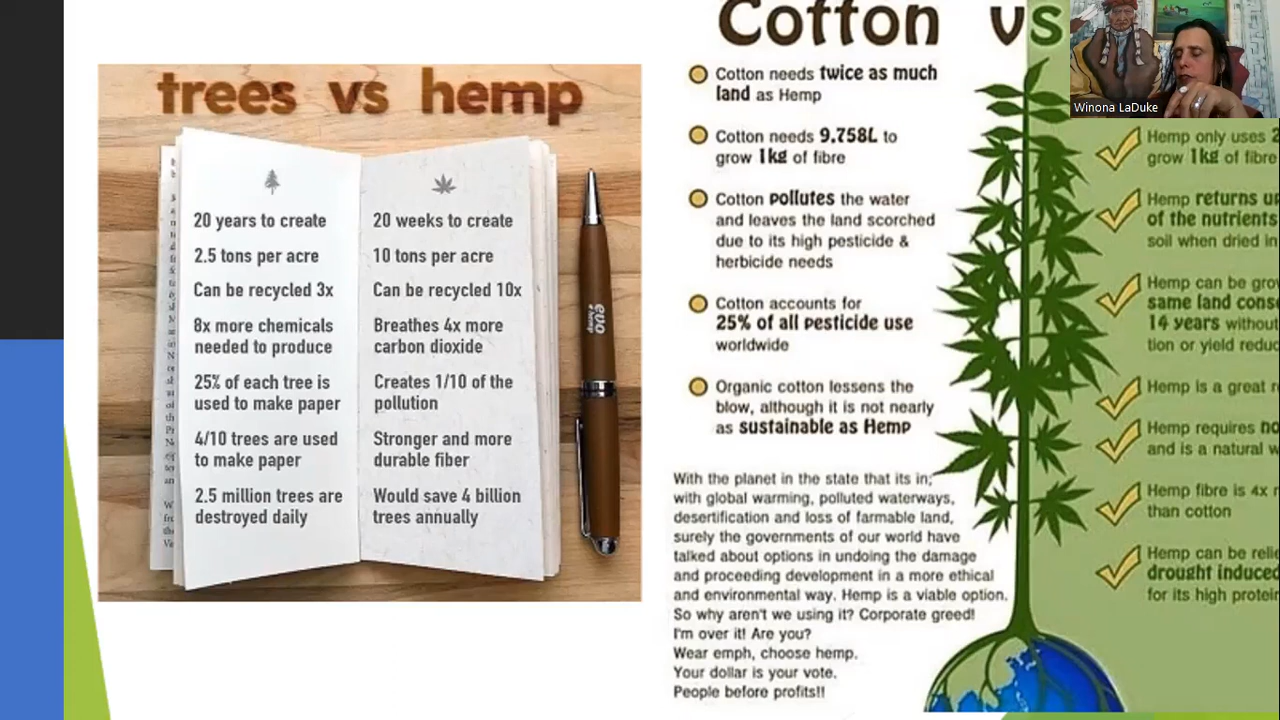 trees vs hemp
20 years to create
2.5 tons per acre
Can be recycled 3x
8x more chemicals
needed to produce
25% of each tree is
used to make paper
4/10 trees are used
to make paper
2.5 million trees are
destroyed daily
20 weeks to create
10 tons per acre
Can be recycled 10x
Breathes 4x more
carbon dioxide
Creates 1/10 of the
pollution
Stronger and more
durable fiber
Would save 4 billion
trees annually
evo
of hemp
Cotton vs
Cotton needs twice as much
land as Hemp
Cotton needs 9.758L to
grow 1kg of fibre
Cotton pollutes the water
and leaves the land scorched
due to its high pesticide &
herbicide needs
Cotton accounts for
25% of all pesticide use
worldwide
Organic cotton lessens the
blow, although it is not nearly
as sustainable as Hemp
With the planet in the state that its in;
with global warming, polluted waterways,
desertification and loss of farmable land,
surely the governments of our world have
talked about options in undoing the damage
and proceeding development in a more ethical
and environmental way. Hemp is a viable option.
So why aren't we using it? Corporate greed!
I'm over it! Are you?
Wear emph, choose hemp.
Your dollar is your vote.
People before profits!!
Winona LaDuke
Hemp only uses 2
grow 1kg of fibre
Hemp returns up
of the nutrients
soil when dried in
Hemp can be grow
same land cons
14 years without
tion or yield reduc
Hemp is a great r
Hemp requires no
and is a natural w
Hemp fibre is 4x r
than cotton
Hemp can be relie
drought induced
for its high protein